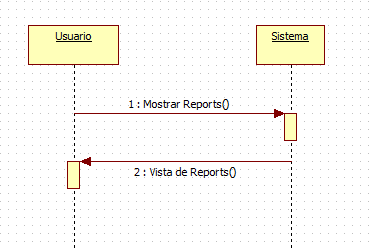 Usuario
Sistema
1 : Mostrar Reports()
2 : Vista de Reports()